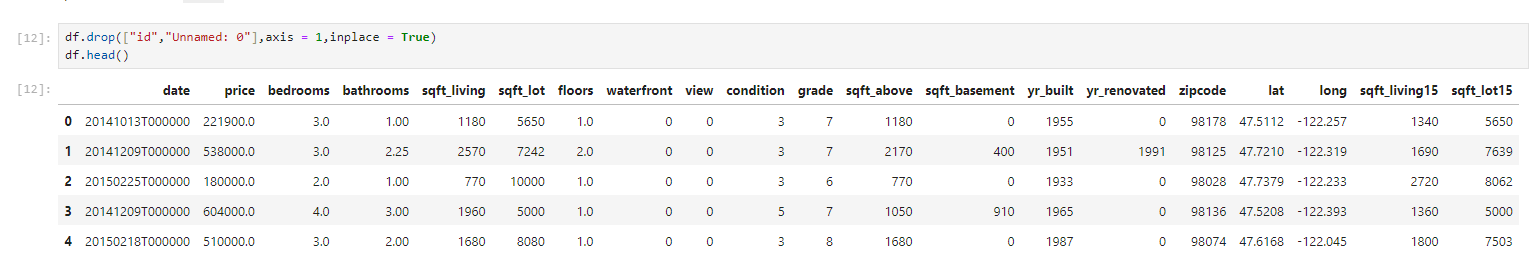 [12]: df.drop(["id","Unnamed: 0"],axis = 1,inplace = True)
df.head()
[12]:
date price bedrooms bathrooms sqft_living sqft_lot floors waterfront view condition grade sqft_above sqft_basement yr_built yr_renovated zipcode lat long sqft_living15 sqft_lot15
0 20141013T000000 221900.0 3.0 1.00 1180 5650 1.0 0 0 3 7 1180 0 1955 0 98178 47.5112 -122.257 1340 5650
1 20141209T000000 538000.0 3.0 2.25 2570 7242 2.0 0 0 3 7 2170 400 1951 1991 98125 47.7210 -122.319 1690 7639
2 20150225T000000 180000.0 2.0 1.00 770 10000 1.0 0 0 3 6 770 0 1933 0 98028 47.7379 -122.233 2720 8062
3 20141209T000000 604000.0 4.0 3.00 1960 5000 1.0 0 0 5 7 1050 910 1965 0 98136 47.5208 -122.393 1360 5000
4 20150218T000000 510000.0 3.0 2.00 1680 8080 1.0 0 0 3 8 1680 0 1987 0 98074 47.6168 -122.045 1800 7503